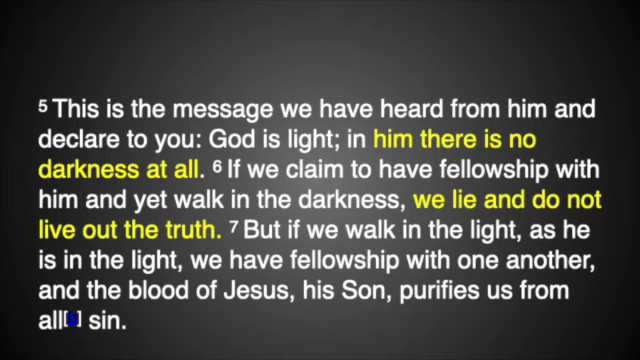 5 This is the message we have heard from him and
declare to you: God is light; in him there is no
darkness at all. 6 If we claim to have fellowship with
him and yet walk in the darkness, we lie and do not
live out the truth. 7 But if we walk in the light, as he
is in the light, we have fellowship with one another,
and the blood of Jesus, his Son, purifies us from
all[b] sin.